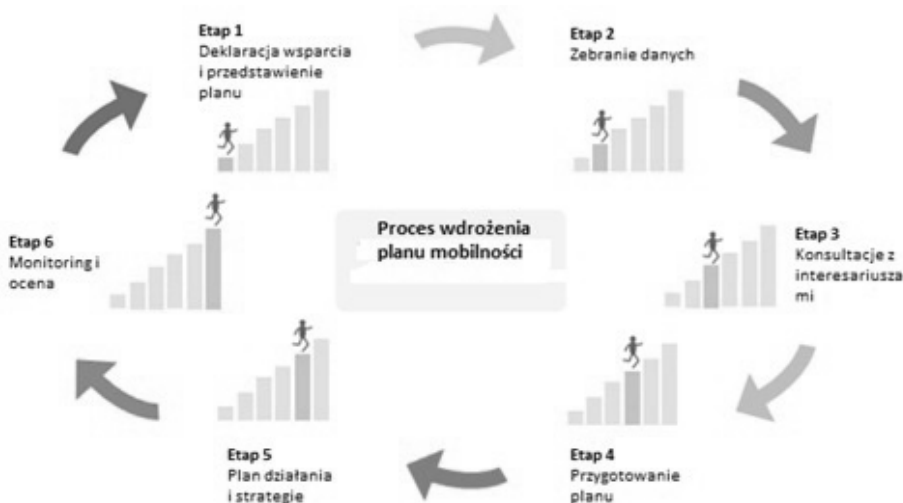 Etap 1
Deklaracja wsparcia
i przedstawienie
planu
Etap 2
Zebranie danych
Etap 3
Konsultacje z
interesariusza
mi
Etap 4
Przygotowanie
planu
Etap 5
Plan działania
i strategie
Etap 6
Monitoring i
ocena
Proces wdrożenia
planu mobilności